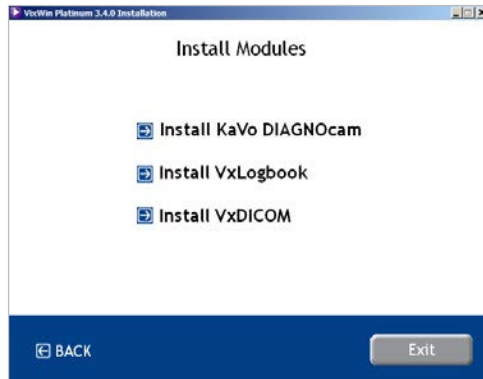 VixWin Platinum 3.4.0 Installation
Install Modules
Install KaVo DIAGNOcam
Install VxLogbook
Install VxDICOM
BACK
Exit